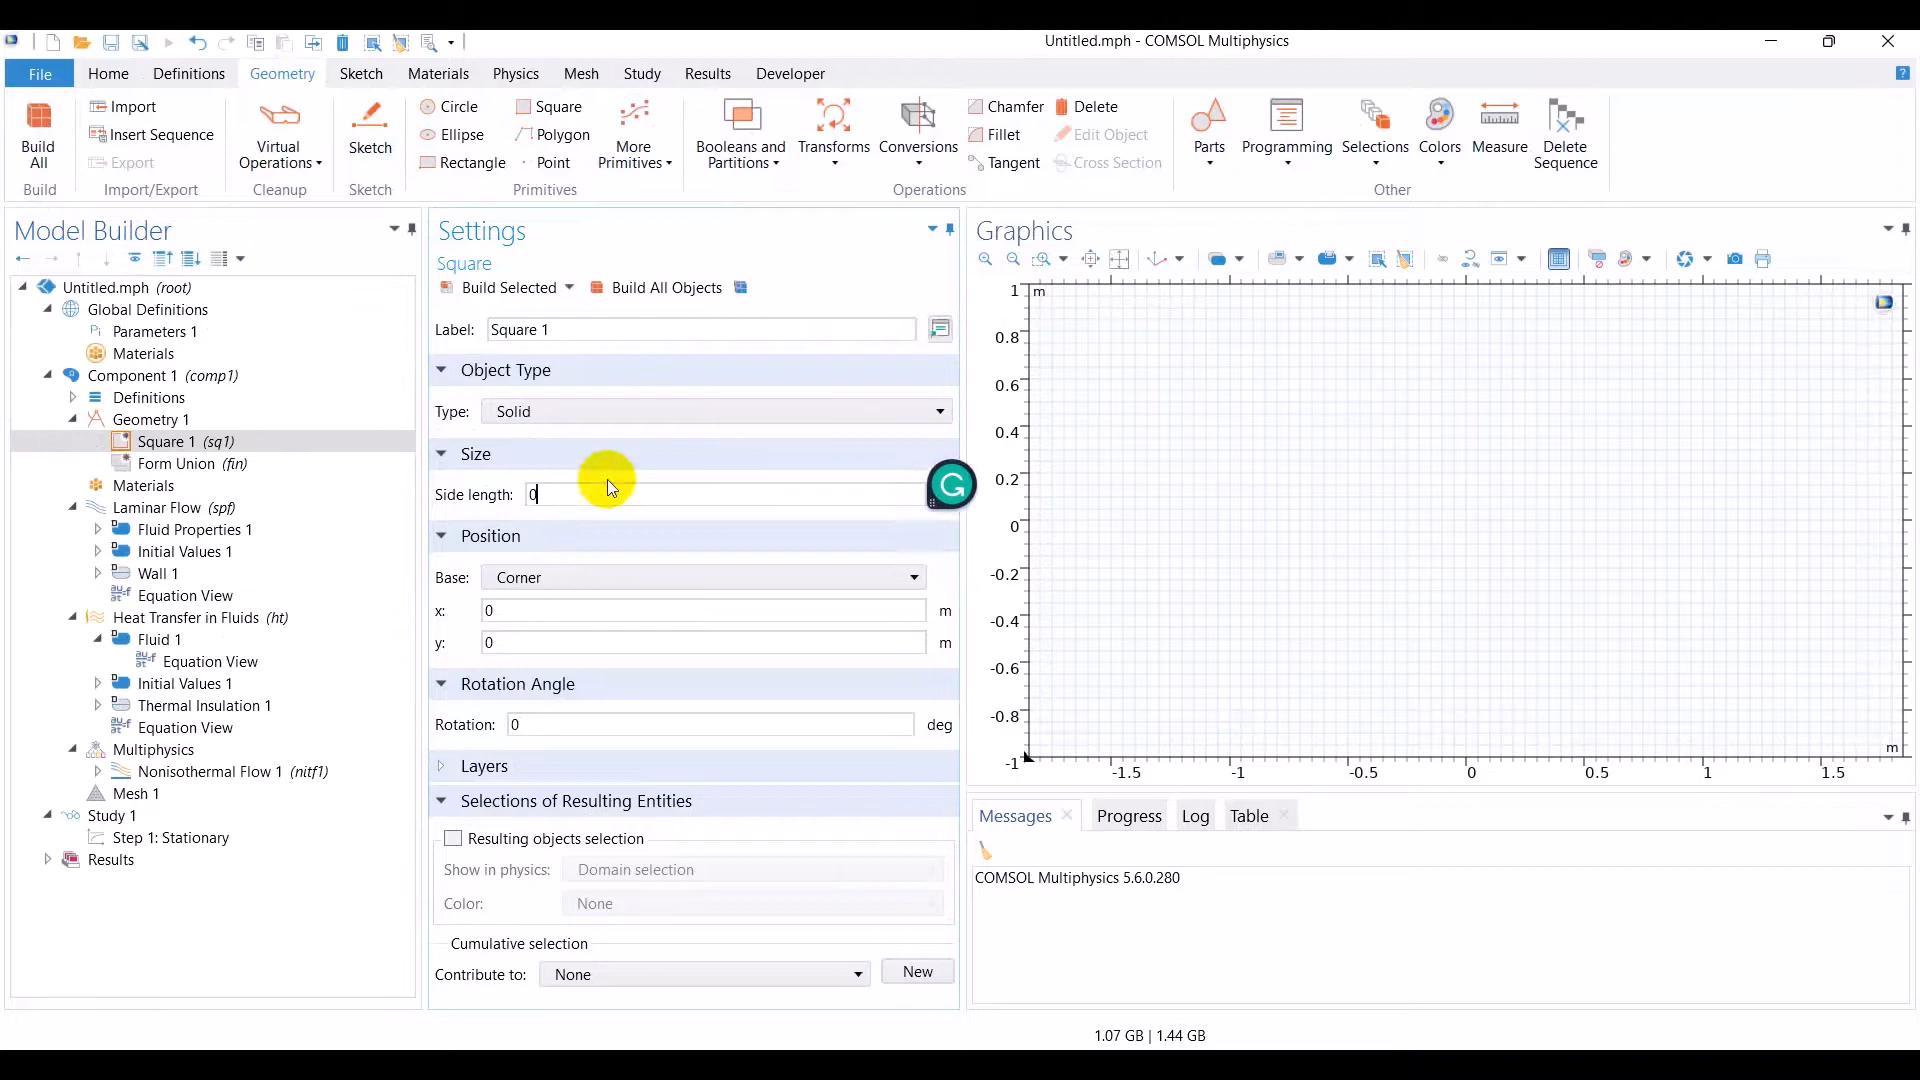 Untitled.mph - COMSOL Multiphysics
File Home Definitions Geometry Sketch Materials Physics Mesh Study Results Developer
Build All
Build
Import
Insert Sequence
Export
Import/Export
Virtual Operations
Cleanup
Sketch
Sketch
Circle Square
Ellipse Polygon
Rectangle Point
More Primitives
Primitives
Booleans and Partitions
Transforms
Conversions
Chamfer Delete
Fillet Edit Object
Tangent Cross Section
Operations
Parts
Programming
Selections
Colors
Measure
Delete Sequence
Other
Model Builder
Untitled.mph (root)
Global Definitions
Pi Parameters 1
Materials
Component 1 (comp1)
Definitions
Geometry 1
Square 1 (sq1)
Form Union (fin)
Materials
Laminar Flow (spf)
Fluid Properties 1
Initial Values 1
Wall 1
Equation View
Heat Transfer in Fluids (ht)
Fluid 1
Equation View
Initial Values 1
Thermal Insulation 1
Equation View
Multiphysics
Nonisothermal Flow 1 (nitf1)
Mesh 1
Study 1
Step 1: Stationary
Results
Settings
Square
Build Selected Build All Objects
Label: Square 1
Object Type
Type: Solid
Size
Side length: 0
Position
Base: Corner
x: 0 m
y: 0 m
Rotation Angle
Rotation: 0 deg
Layers
Selections of Resulting Entities
Resulting objects selection
Show in physics: Domain selection
Color: None
Cumulative selection
Contribute to: None New
Graphics
1 m
0.8
0.6
0.4
0.2
0
-0.2
-0.4
-0.6
-0.8
-1 m
-1.5 -1 -0.5 0 0.5 1 1.5
Messages Progress Log Table
COMSOL Multiphysics 5.6.0.280
1.07 GB | 1.44 GB